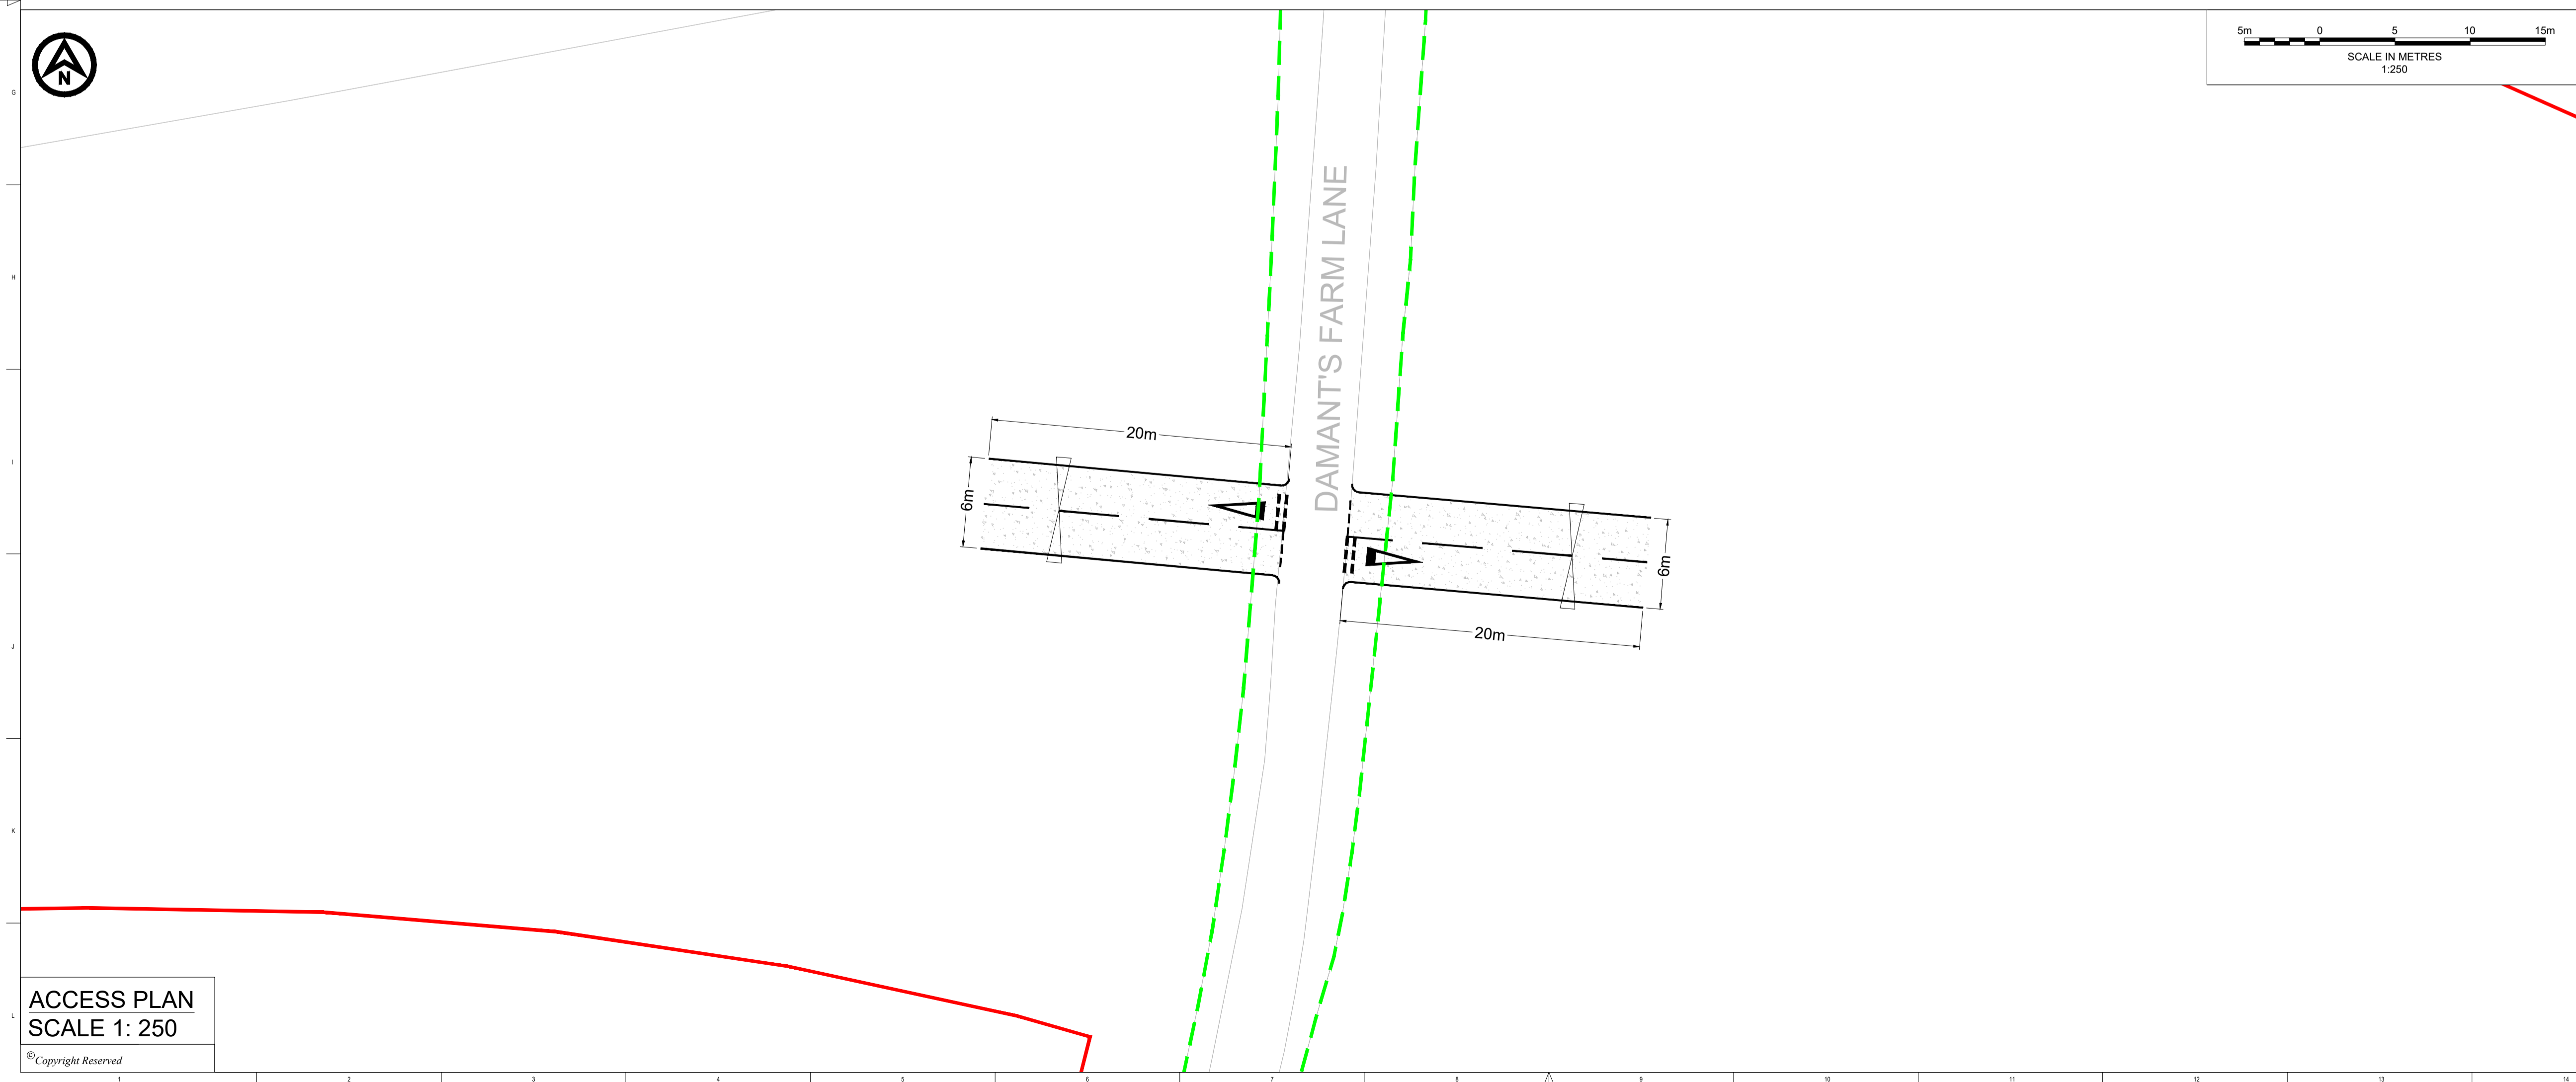 N
5m 0 5 10 15m
SCALE IN METRES
1:250
G
H
I
J
K
L
DAMANT'S FARM LANE
20m
6m
6m
20m
ACCESS PLAN
SCALE 1: 250
©Copyright Reserved
1 2 3 4 5 6 7 8 9 10 11 12 13 14